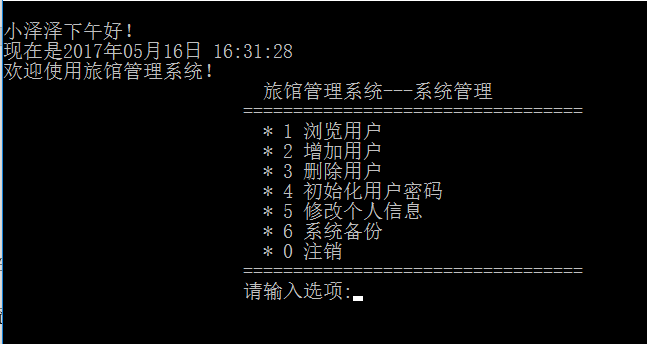 小泽泽下午好!
现在是2017年05月16日 16:31:28
欢迎使用旅馆管理系统!
旅馆管理系统---系统管理
==================================
* 1 浏览用户
* 2 增加用户
* 3 删除用户
* 4 初始化用户密码
* 5 修改个人信息
* 6 系统备份
* 0 注销
==================================
请输入选项: